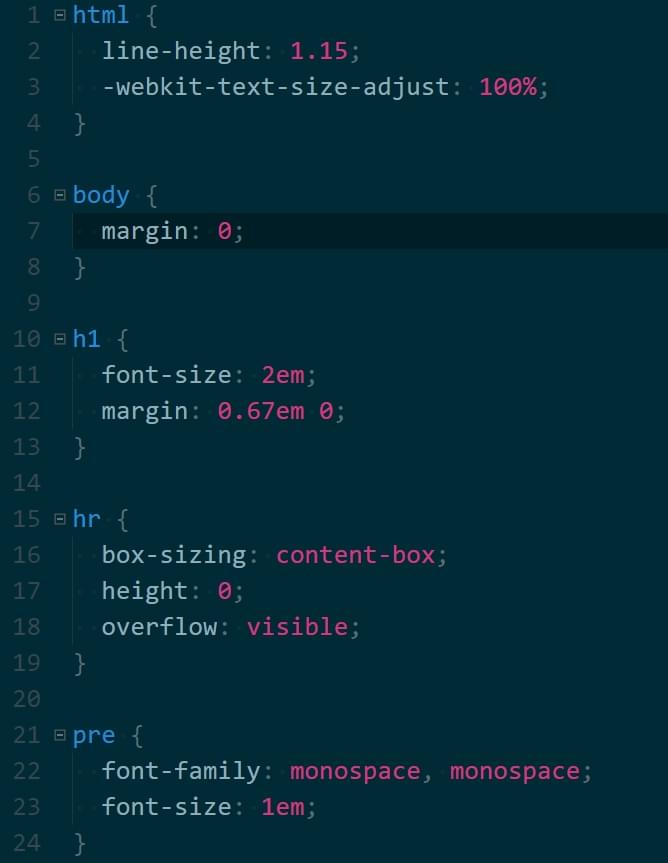 1 html {
2   line-height: 1.15;
3   -webkit-text-size-adjust: 100%;
4 }
5
6 body {
7   margin: 0;
8 }
9
10 h1 {
11   font-size: 2em;
12   margin: 0.67em 0;
13 }
14
15 hr {
16   box-sizing: content-box;
17   height: 0;
18   overflow: visible;
19 }
20
21 pre {
22   font-family: monospace, monospace;
23   font-size: 1em;
24 }